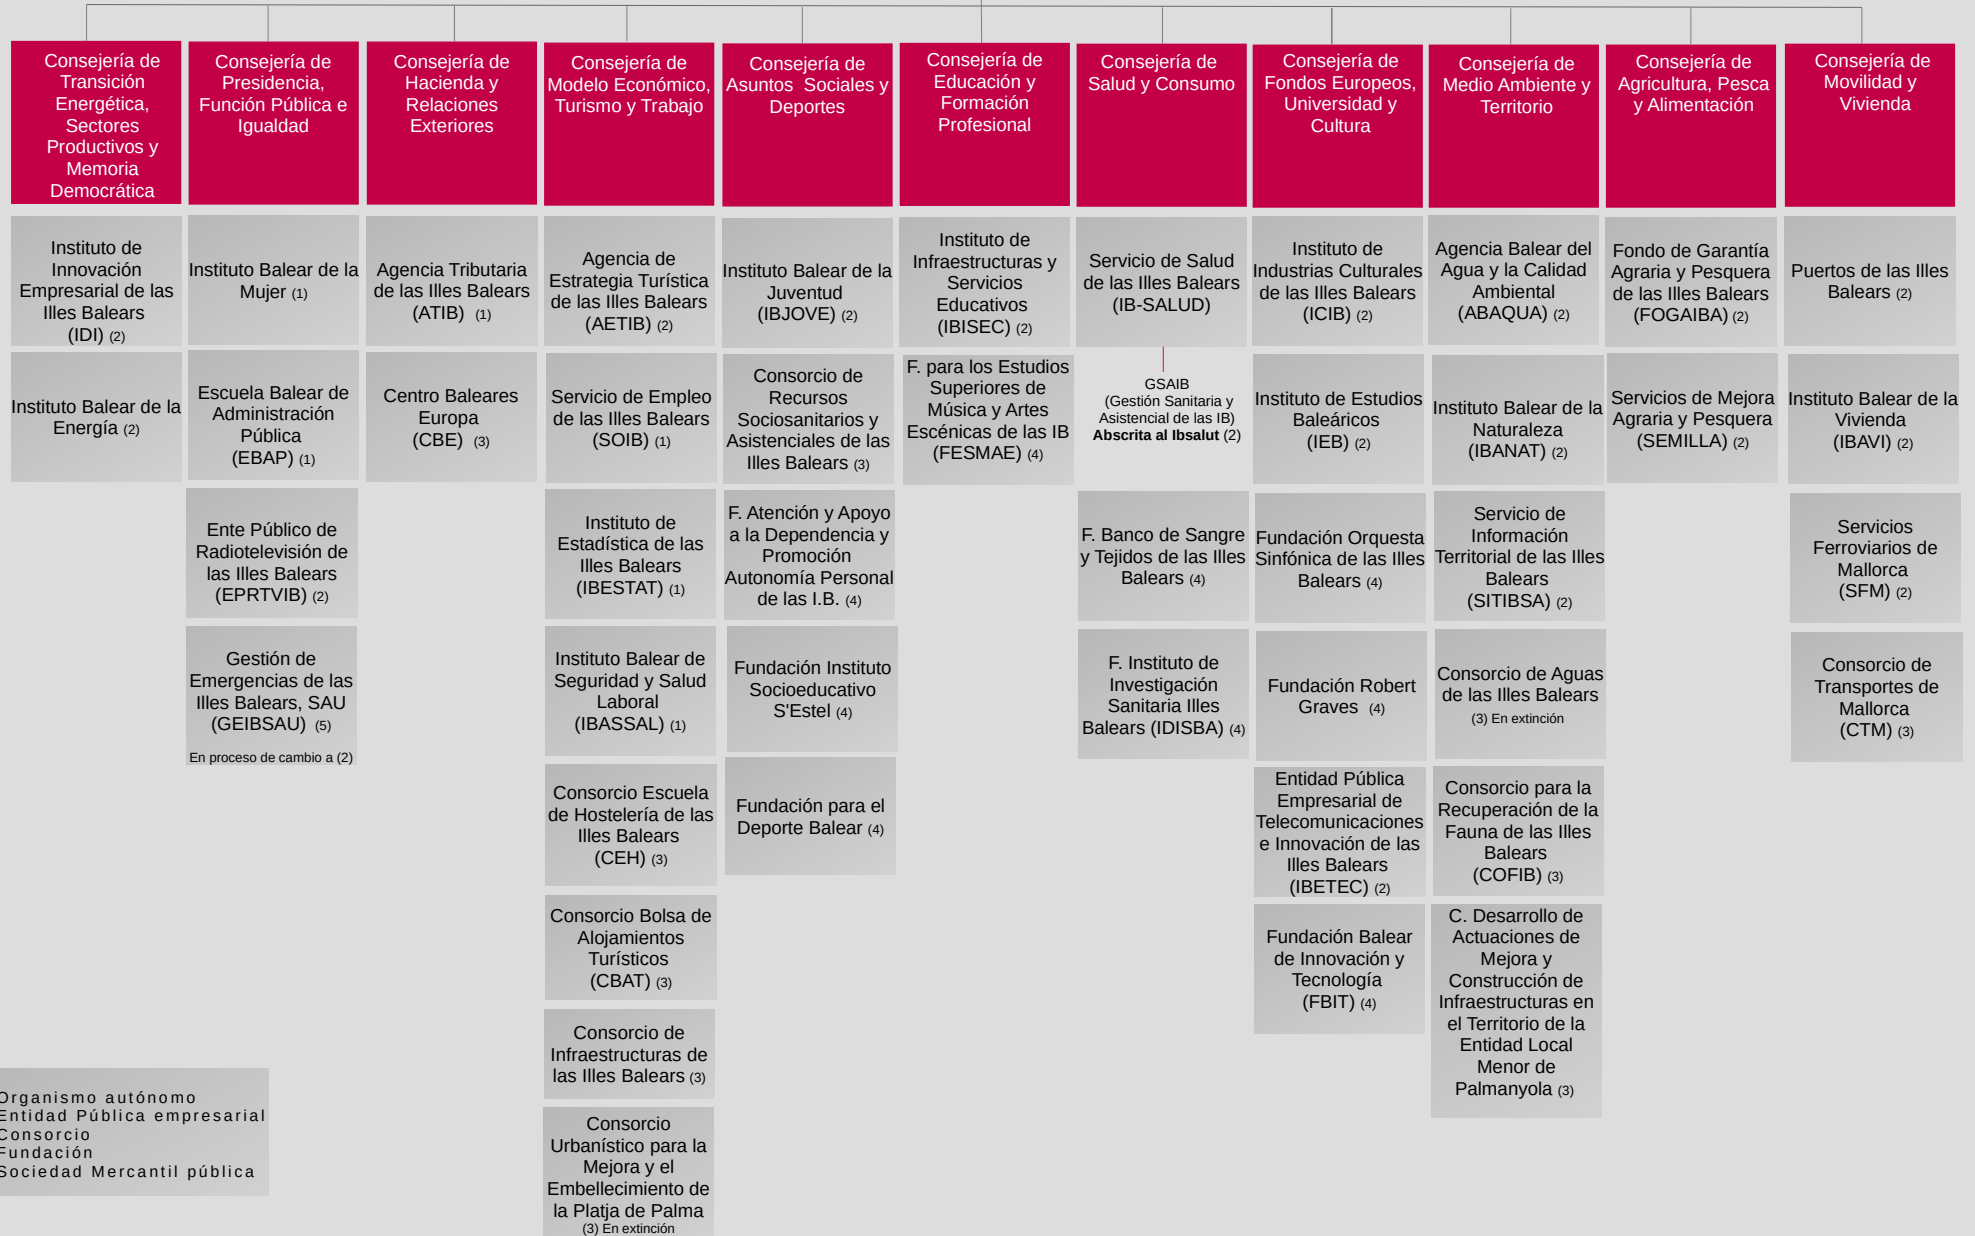 Consejería de
Transición
Energética,
Sectores
Productivos y
Memoria
Democrática
Instituto de
Innovación
Empresarial de las
Illes Balears
(IDI) (2)
Instituto Balear de la
Energía (2)
Consejería de
Presidencia,
Función Pública e
Igualdad
Instituto Balear de la
Mujer (1)
Escuela Balear de
Administración
Pública
(EBAP) (1)
Ente Público de
Radiotelevisión de
las Illes Balears
(EPRTVIB) (2)
Gestión de
Emergencias de las
Illes Balears, SAU
(GEIBSAU) (5)
En proceso de cambio a (2)
Consejería de
Hacienda y
Relaciones
Exteriores
Agencia Tributaria
de las Illes Balears
(ATIB) (1)
Centro Baleares
Europa
(CBE) (3)
Consejería de
Modelo Económico,
Turismo y Trabajo
Agencia de
Estrategia Turística
de las Illes Balears
(AETIB) (2)
Servicio de Empleo
de las Illes Balears
(SOIB) (1)
Instituto de
Estadística de las
Illes Balears
(IBESTAT) (1)
Instituto Balear de
Seguridad y Salud
Laboral
(IBASSAL) (1)
Consorcio Escuela
de Hostelería de las
Illes Balears
(CEH) (3)
Consorcio Bolsa de
Alojamientos
Turísticos
(CBAT) (3)
Consorcio de
Infraestructuras de
las Illes Balears (3)
Consorcio
Urbanístico para la
Mejora y el
Embellecimiento de
la Platja de Palma
(3) En extinción
Consejería de
Asuntos Sociales y
Deportes
Instituto Balear de la
Juventud
(IBJOVE) (2)
Consorcio de
Recursos
Sociosanitarios y
Asistenciales de las
Illes Balears (3)
F. Atención y Apoyo
a la Dependencia y
Promoción
Autonomía Personal
de las I.B. (4)
Fundación Instituto
Socioeducativo
S'Estel (4)
Fundación para el
Deporte Balear (4)
Consejería de
Educación y
Formación
Profesional
Instituto de
Infraestructuras y
Servicios
Educativos
(IBISEC) (2)
F. para los Estudios
Superiores de
Música y Artes
Escénicas de las IB
(FESMAE) (4)
Consejería de
Salud y Consumo
Servicio de Salud
de las Illes Balears
(IB-SALUD)
GSAIB
(Gestión Sanitaria y
Asistencial de las IB)
Abscrita al Ibsalut (2)
F. Banco de Sangre
y Tejidos de las Illes
Balears (4)
F. Instituto de
Investigación
Sanitaria Illes
Balears (IDISBA) (4)
Consejería de
Fondos Europeos,
Universidad y
Cultura
Instituto de
Industrias Culturales
de las Illes Balears
(ICIB) (2)
Instituto de Estudios
Baleáricos
(IEB) (2)
Fundación Orquesta
Sinfónica de las Illes
Balears (4)
Fundación Robert
Graves (4)
Entidad Pública
Empresarial de
Telecomunicaciones
e Innovación de las
Illes Balears
(IBETEC) (2)
Fundación Balear
de Innovación y
Tecnología
(FBIT) (4)
Consejería de
Medio Ambiente y
Territorio
Agencia Balear del
Agua y la Calidad
Ambiental
(ABAQUA) (2)
Instituto Balear de la
Naturaleza
(IBANAT) (2)
Servicio de
Información
Territorial de las Illes
Balears
(SITIBSA) (2)
Consorcio de Aguas
de las Illes Balears
(3) En extinción
Consorcio para la
Recuperación de la
Fauna de las Illes
Balears
(COFIB) (3)
C. Desarrollo de
Actuaciones de
Mejora y
Construcción de
Infraestructuras en
el Territorio de la
Entidad Local
Menor de
Palmanyola (3)
Consejería de
Agricultura, Pesca
y Alimentación
Fondo de Garantía
Agraria y Pesquera
de las Illes Balears
(FOGAIBA) (2)
Servicios de Mejora
Agraria y Pesquera
(SEMILLA) (2)
Consejería de
Movilidad y
Vivienda
Puertos de las Illes
Balears (2)
Instituto Balear de la
Vivienda
(IBAVI) (2)
Servicios
Ferroviarios de
Mallorca
(SFM) (2)
Consorcio de
Transportes de
Mallorca
(CTM) (3)
Organismo autónomo
Entidad Pública empresarial
Consorcio
Fundación
Sociedad Mercantil pública